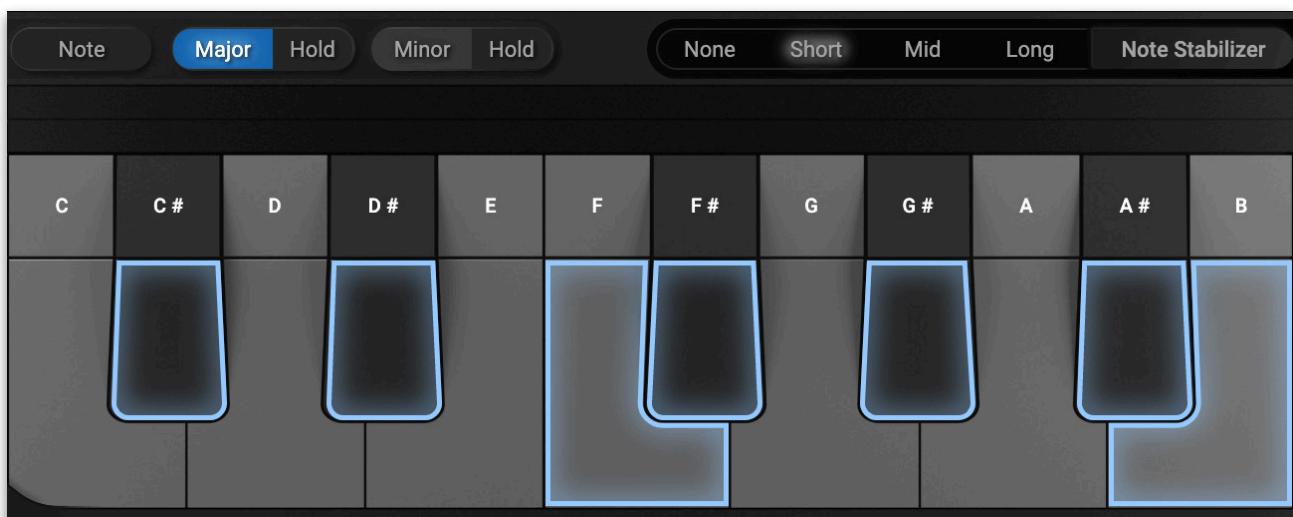 Note Major Hold Minor Hold None Short Mid Long Note Stabilizer
C C# D D# E F F# G G# A A# B